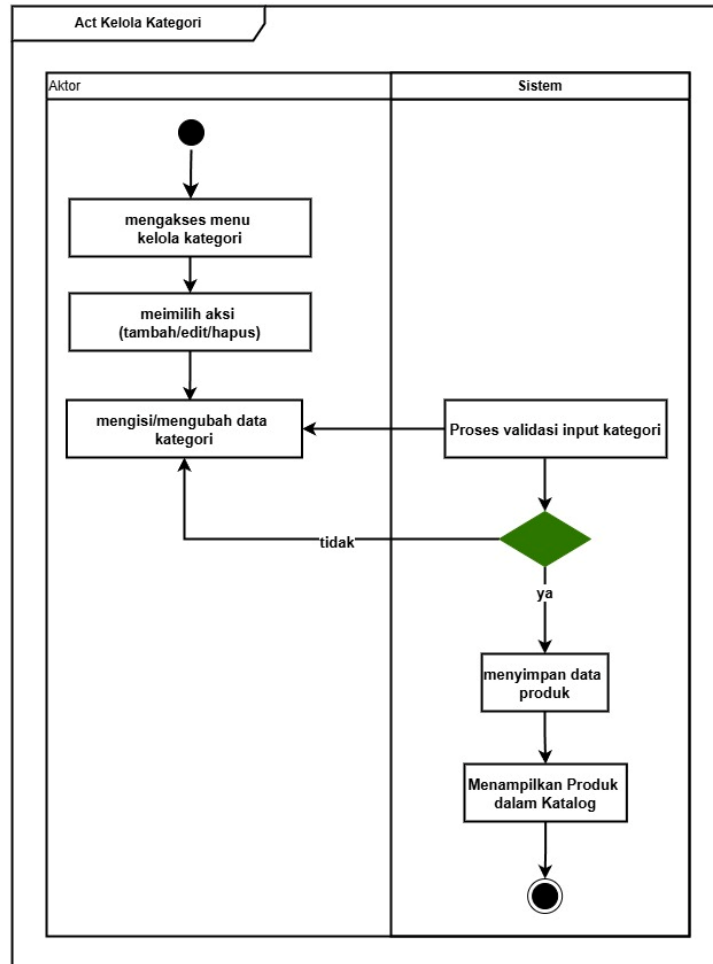 Act Kelola Kategori
Aktor
Sistem
mengakses menu
kelola kategori
meimilih aksi
(tambah/edit/hapus)
mengisi/mengubah data
kategori
Proses validasi input kategori
tidak
ya
menyimpan data
produk
Menampilkan Produk
dalam Katalog